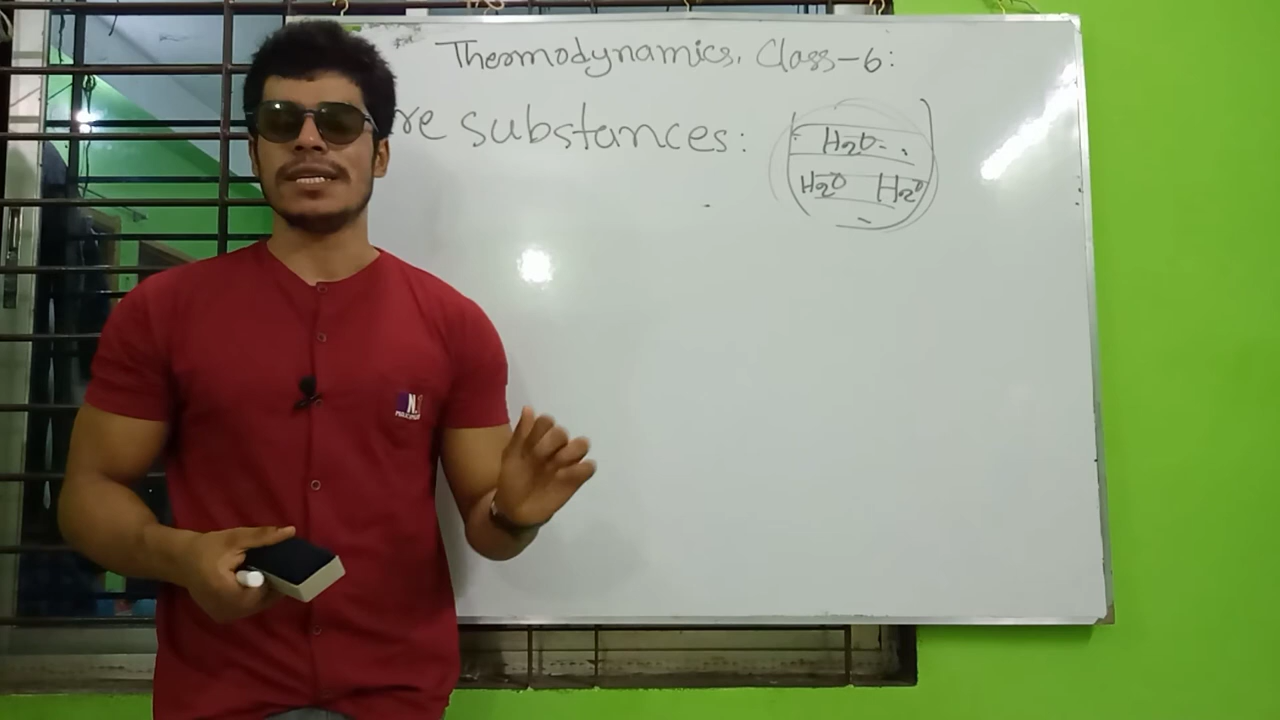 Thermodynamics, Class-6:
re substances:
H₂O
H₂O H₂O